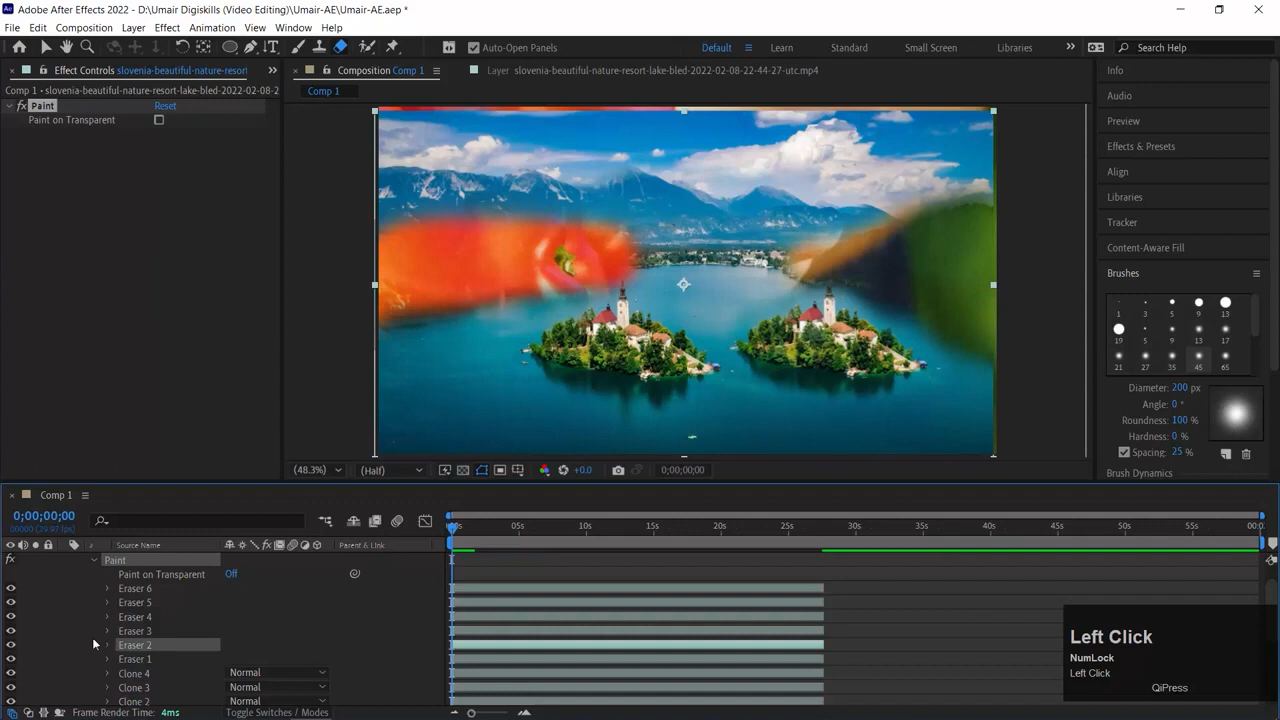 Adobe After Effects 2022 - D:\Umair Digiskills (Video Editing)\Umair-AE\Umair-AE.aep *
File Edit Composition Layer Effect Animation View Window Help
Auto-Open Panels
Default Learn Standard Small Screen Libraries
Search Help
Effect Controls slovenia-beautiful-nature-resort
Composition Comp 1
Layer slovenia-beautiful-nature-resort-lake-bled-2022-02-08-22-44-27-utc.mp4
Comp 1 • slovenia-beautiful-nature-resort-lake-bled-2022-02-08-2
Comp 1
fx Paint Reset
Paint on Transparent
Info
Audio
Preview
Effects & Presets
Align
Libraries
Tracker
Content-Aware Fill
Brushes
1 3 5 9 13
19 5 9 13 17
21 27 35 45 65
Diameter: 200 px
Angle: 0 °
Roundness: 100 %
Hardness: 0 %
Spacing: 25 %
Brush Dynamics
(48.3%) (Half) +0.0 0;00;00;00
Comp 1
0;00;00;00
00000 (29.97 fps)
05s 10s 15s 20s 25s 30s 35s 40s 45s 50s 55s
Source Name Parent & Link
fx Paint
Paint on Transparent Off
Eraser 6
Eraser 5
Eraser 4
Eraser 3
Eraser 2
Eraser 1
Clone 4 Normal
Clone 3 Normal
Clone 2 Normal
Frame Render Time: 4ms Toggle Switches / Modes
Left Click
NumLock
Left Click
QiPress